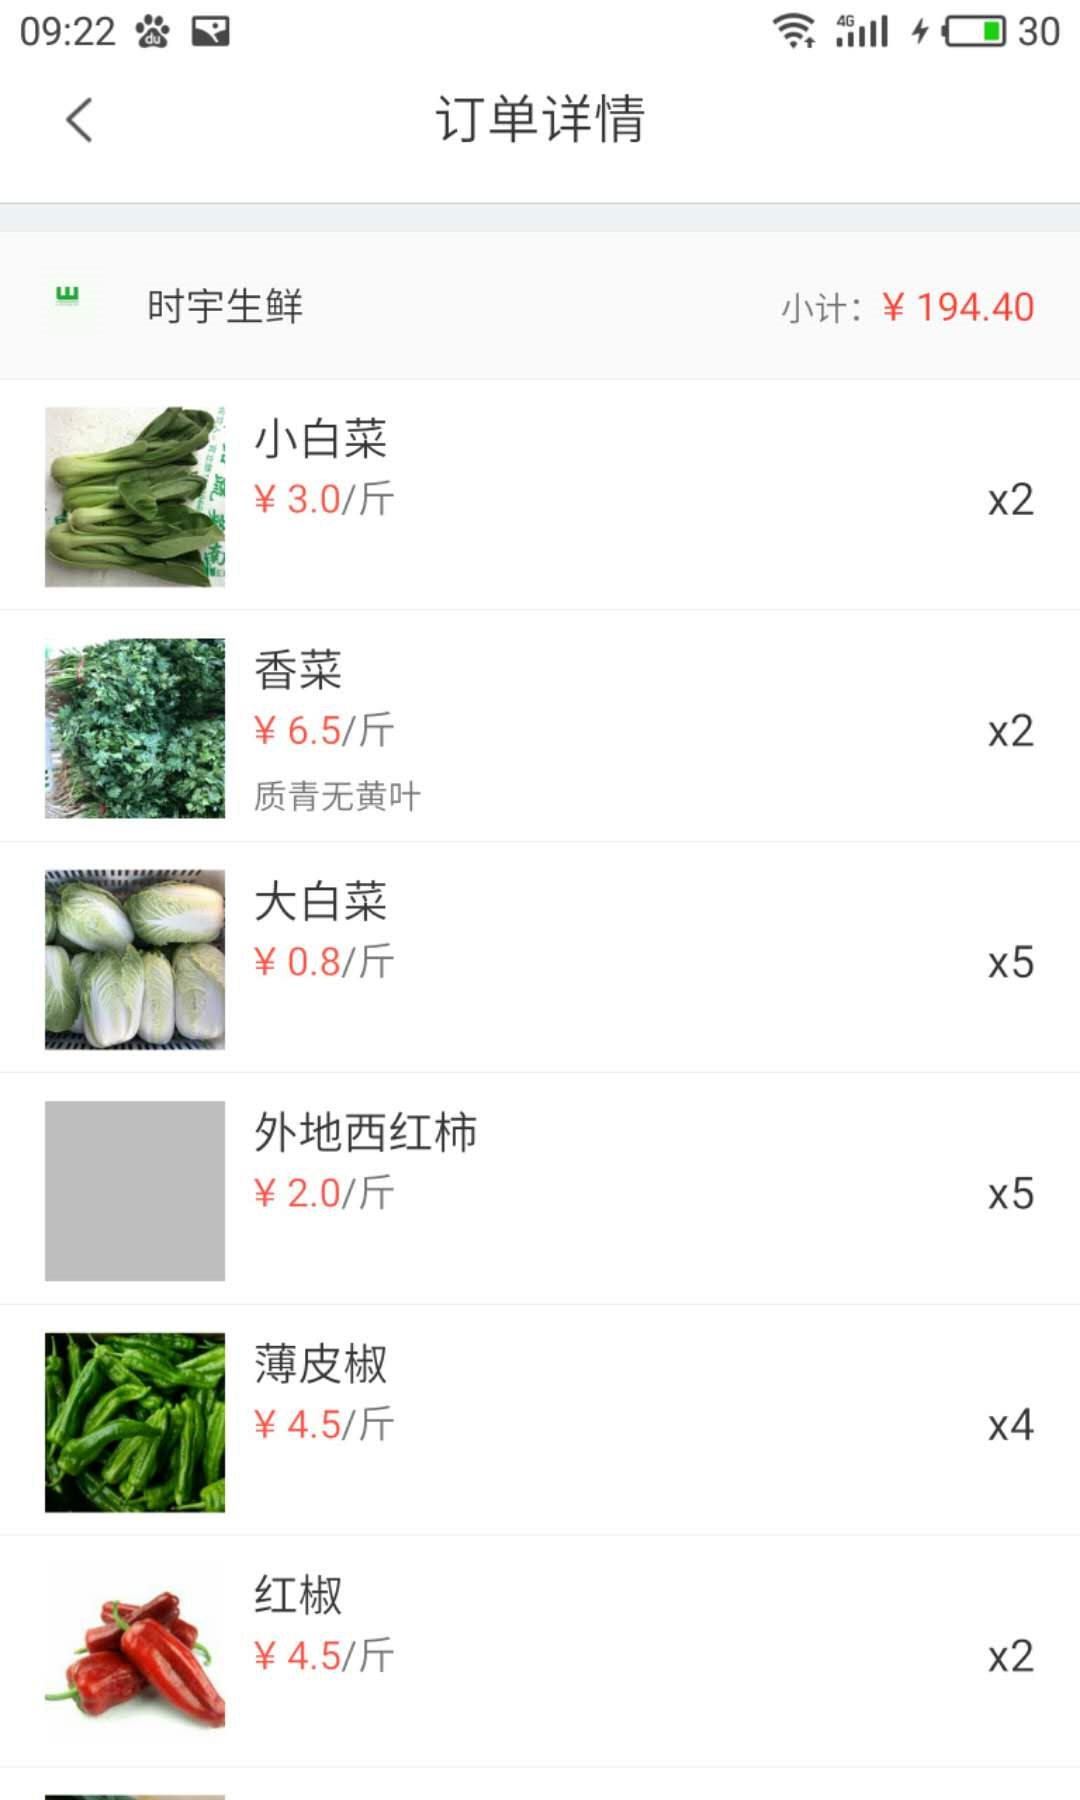 09:22
4G
30
订单详情
时宇生鲜
小计：¥ 194.40
小白菜
¥ 3.0/斤
x2
香菜
¥ 6.5/斤
x2
质青无黄叶
大白菜
¥ 0.8/斤
x5
外地西红柿
¥ 2.0/斤
x5
薄皮椒
¥ 4.5/斤
x4
红椒
¥ 4.5/斤
x2